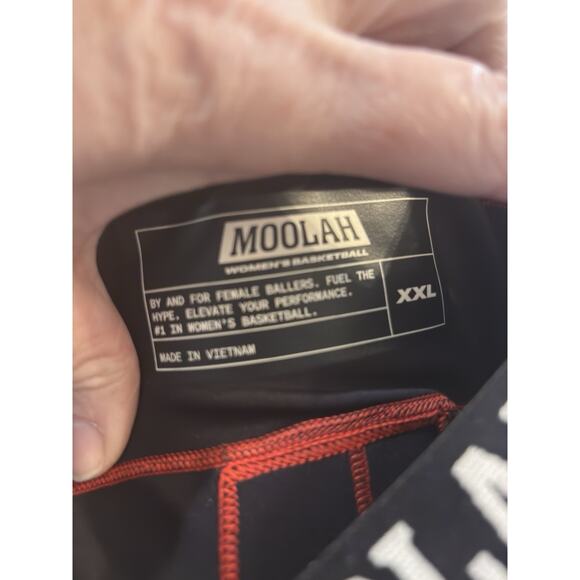 MOOLAH
WOMEN'S BASKETBALL
BY AND FOR FEMALE BALLERS. FUEL THE
HYPE. ELEVATE YOUR PERFORMANCE.
#1 IN WOMEN'S BASKETBALL.
XXL
MADE IN VIETNAM
LA